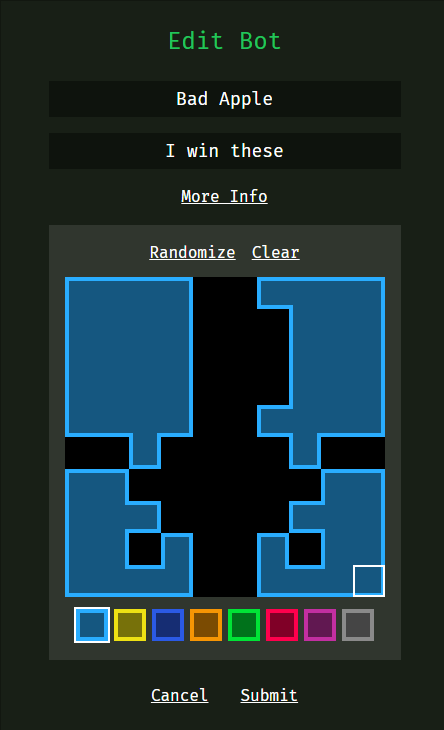 Edit Bot
Bad Apple
I win these
More Info
Randomize Clear
Cancel Submit